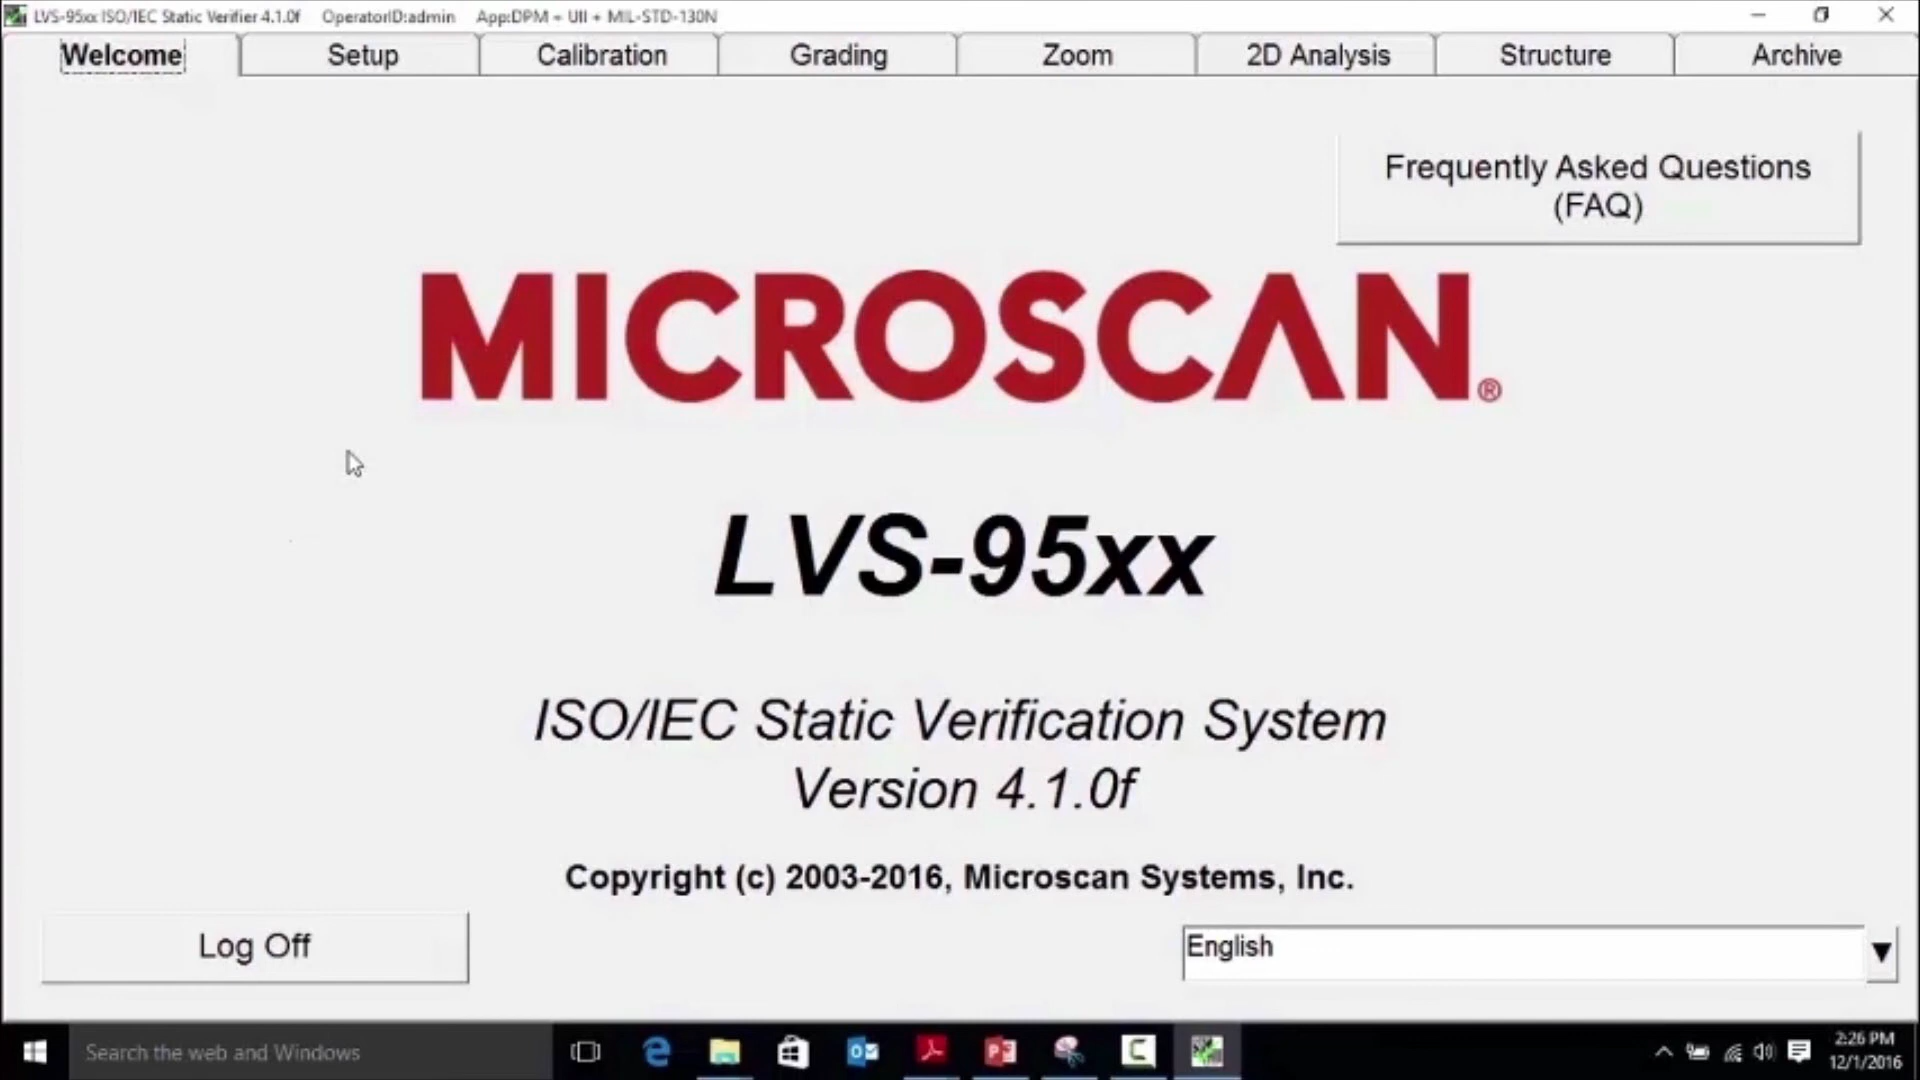 LVS-95xx ISO/IEC Static Verifier 4.1.0f OperatorID:admin App:DPM - UII + MIL-STD-130N
Welcome Setup Calibration Grading Zoom 2D Analysis Structure Archive
Frequently Asked Questions
(FAQ)
MICROSCAN®
LVS-95xx
ISO/IEC Static Verification System
Version 4.1.0f
Copyright (c) 2003-2016, Microscan Systems, Inc.
Log Off
English
Search the web and Windows
2:26 PM
12/1/2016